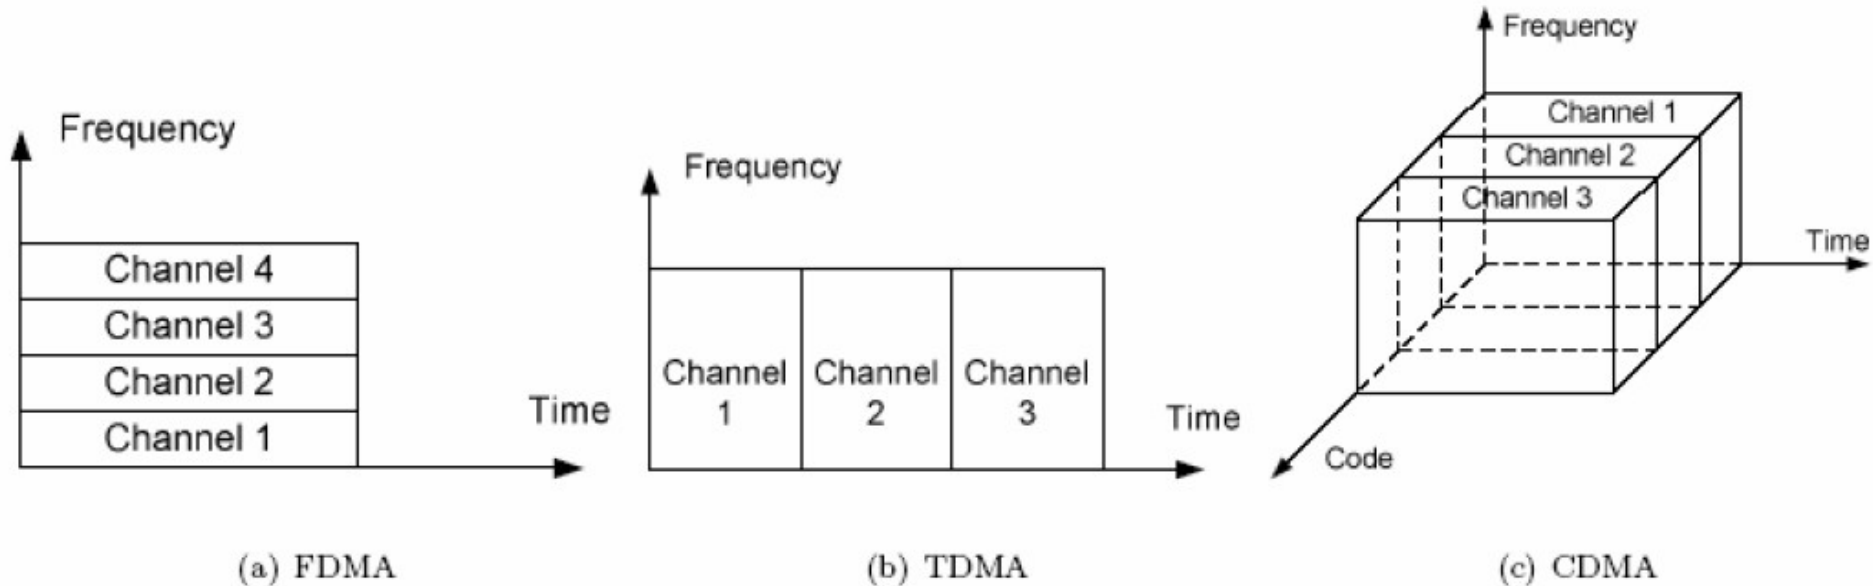 Frequency
Channel 4
Channel 3
Channel 2
Channel 1
Time
(a) FDMA
Frequency
Channel
1
Channel
2
Channel
3
Time
(b) TDMA
Frequency
Channel 1
Channel 2
Channel 3
Time
Code
(c) CDMA